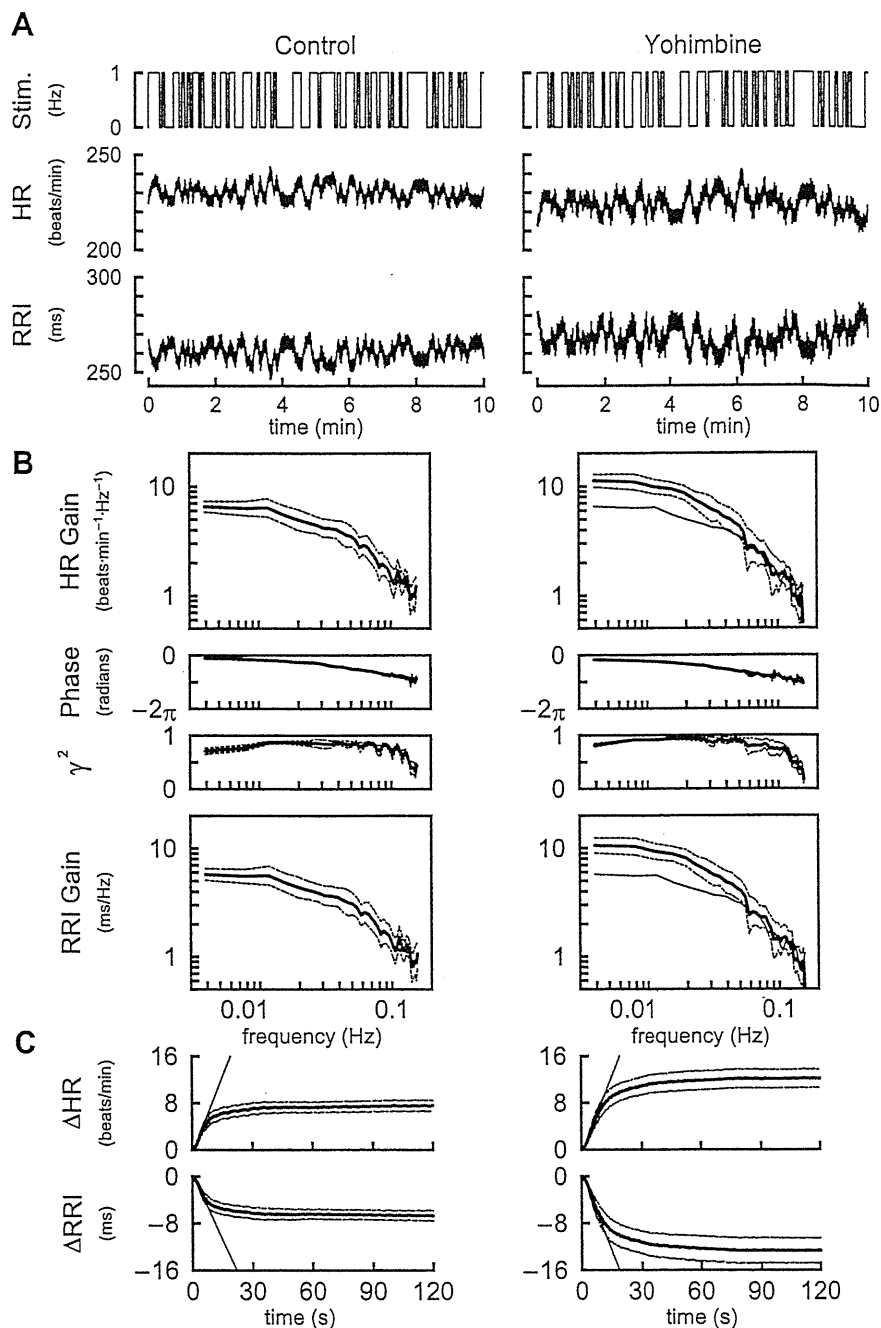 A
Control
Yohimbine
Stim.
(Hz)
1
0
HR
(beats/min)
250
200
RRI
(ms)
300
250
0 2 4 6 8 10
0 2 4 6 8 10
time (min)
time (min)
B
HR Gain
(beats·min⁻¹·Hz⁻¹)
10
1
10
1
Phase
(radians)
0
−2π
0
−2π
γ²
1
0
1
0
RRI Gain
(ms/Hz)
10
1
10
1
0.01 0.1
0.01 0.1
frequency (Hz)
frequency (Hz)
C
ΔHR
(beats/min)
16
8
0
16
8
0
ΔRRI
(ms)
0
−8
−16
0
−8
−16
0 30 60 90 120
0 30 60 90 120
time (s)
time (s)